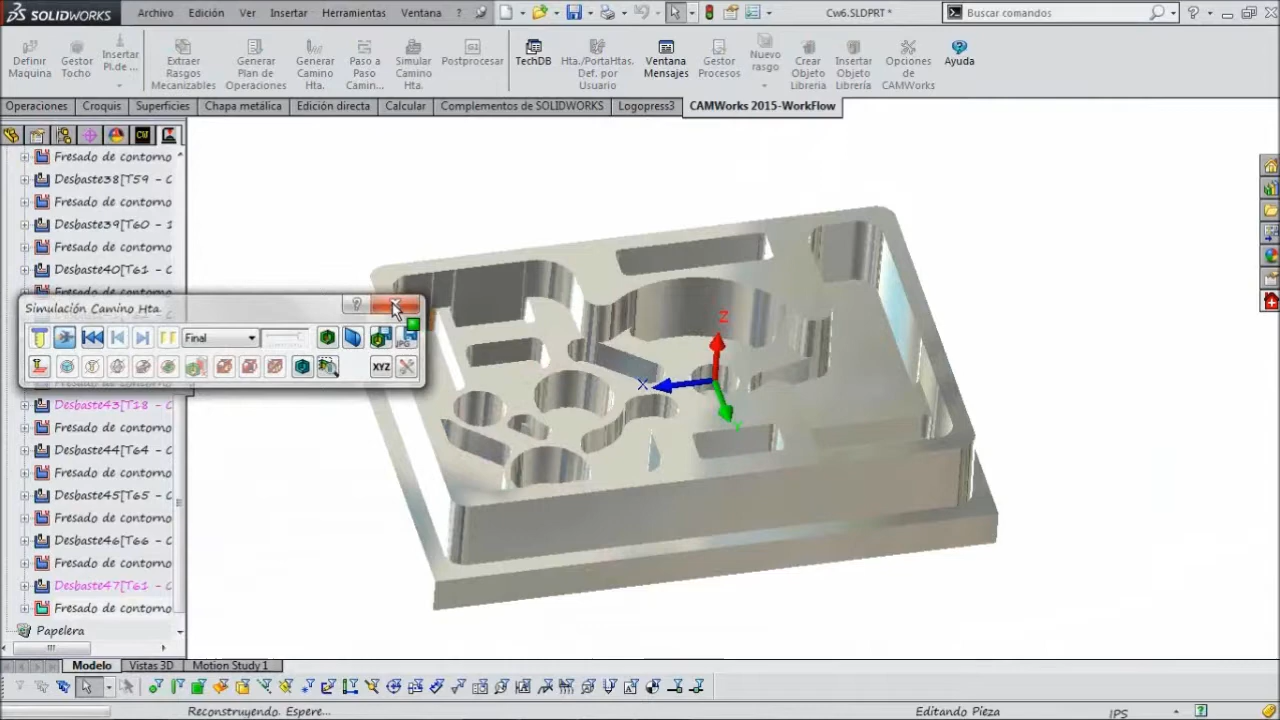 SOLIDWORKS Archivo Edición Ver Insertar Herramientas Ventana ? Cw6.SLDPRT * Buscar comandos
Definir Maquina
Gestor Tocho
Insertar Pl.de ...
Extraer Rasgos Mecanizables
Generar Plan de Operaciones
Generar Camino Hta.
Paso a Paso Camin...
Simular Camino Hta.
Postprocesar
TechDB
Hta./PortaHtas. Def. por Usuario
Ventana Mensajes
Gestor Procesos
Nuevo rasgo
Crear Objeto Libreria
Insertar Objeto Libreria
Opciones de CAMWorks
Ayuda
Operaciones Croquis Superficies Chapa metálica Edición directa Calcular Complementos de SOLIDWORKS Logopress3 CAMWorks 2015-WorkFlow
Fresado de contorno
Desbaste38[T59 - C
Fresado de contorno
Desbaste39[T60 - 1
Fresado de contorno
Desbaste40[T61 - C
Simulación Camino Hta
Final
JPG
XYZ
Desbaste43[T18 - C
Fresado de contorno
Desbaste44[T64 - C
Fresado de contorno
Desbaste45[T65 - C
Fresado de contorno
Desbaste46[T66 - C
Fresado de contorno
Desbaste47[T61 - C
Fresado de contorno
Papelera
Z
X
Y
Modelo Vistas 3D Motion Study 1
Reconstruyendo. Espere... Editando Pieza IPS